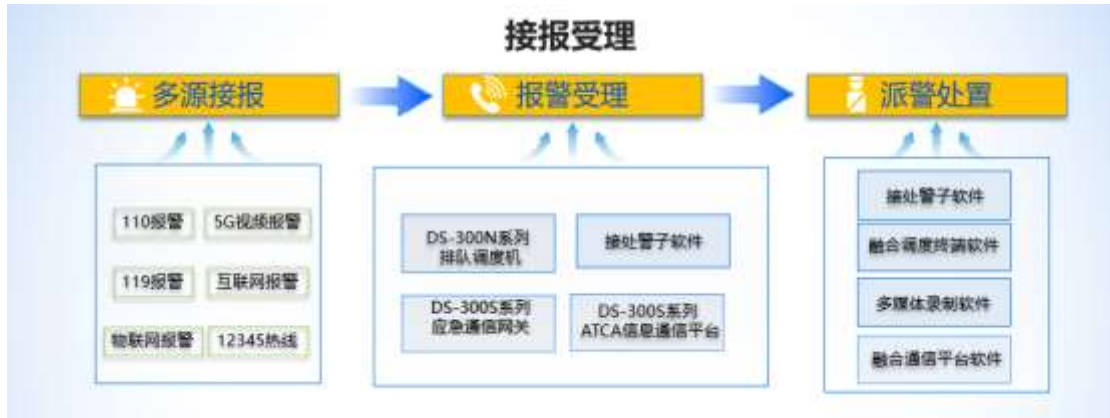 接报受理
多源接报
报警受理
派警处置
110报警
5G视频报警
119报警
互联网报警
物联网报警
12345热线
DS-300N系列
排队调度机
接处警子软件
DS-300S系列
应急通信网关
DS-300S系列
ATCA信息通信平台
接处警子软件
融合调度终端软件
多媒体录制软件
融合通信平台软件